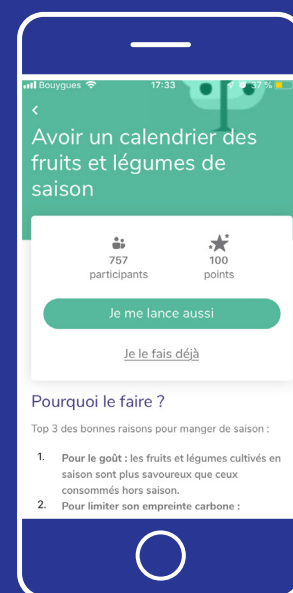 Bouygues 17:33 37 %
Avoir un calendrier des
fruits et légumes de
saison
757
participants
100
points
Je me lance aussi
Je le fais déjà
Pourquoi le faire ?
Top 3 des bonnes raisons pour manger de saison :
1. Pour le goût : les fruits et légumes cultivés en
saison sont plus savoureux que ceux
consommés hors saison.
2. Pour limiter son empreinte carbone :